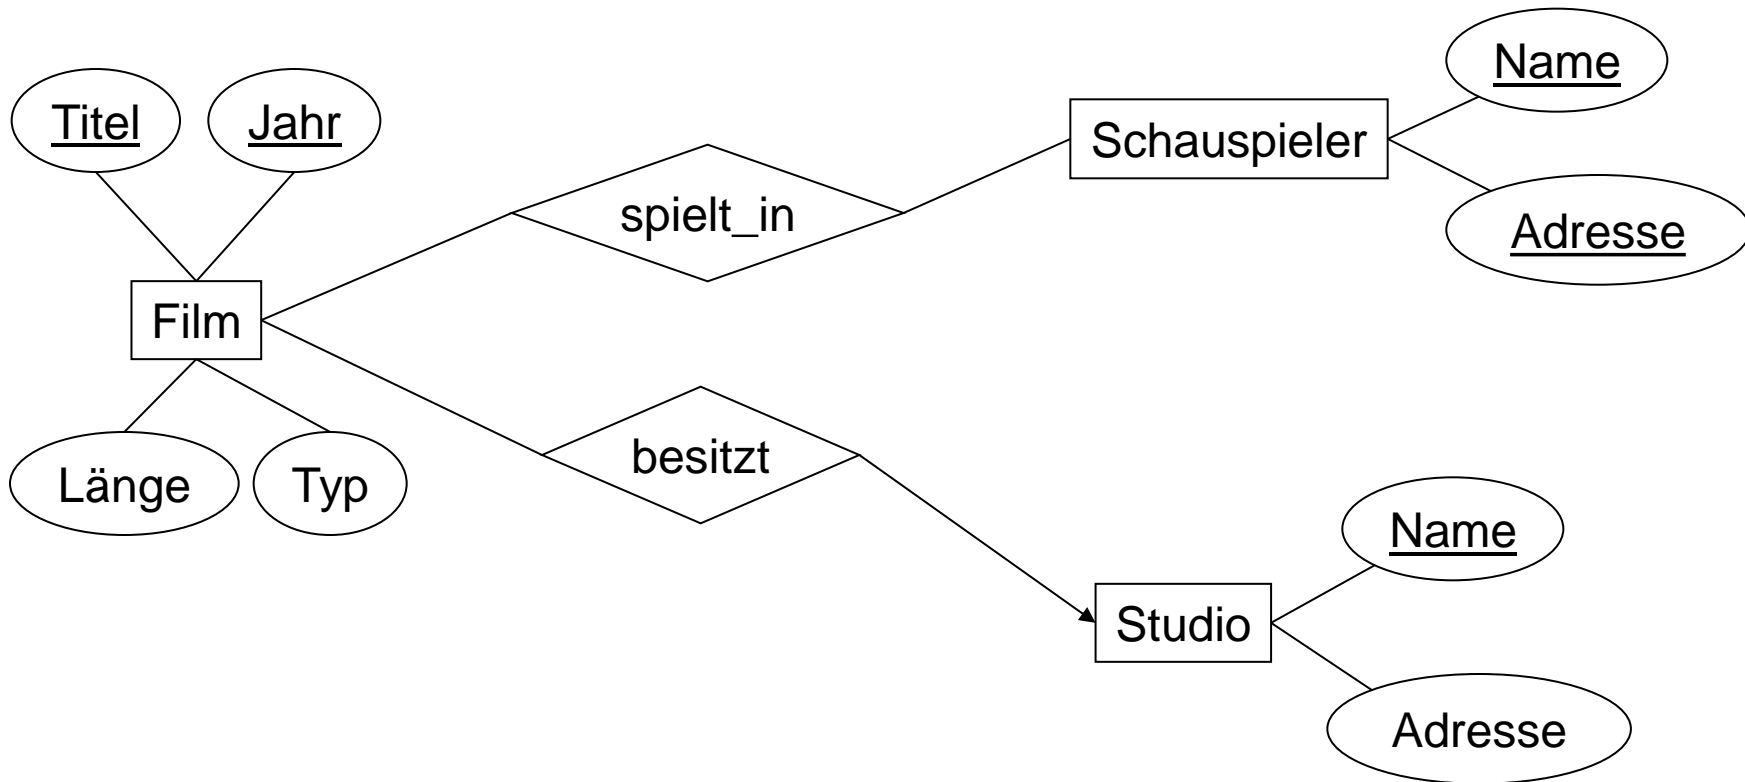 Titel
Jahr
Film
Länge
Typ
spielt_in
besitzt
Schauspieler
Name
Adresse
Studio
Name
Adresse